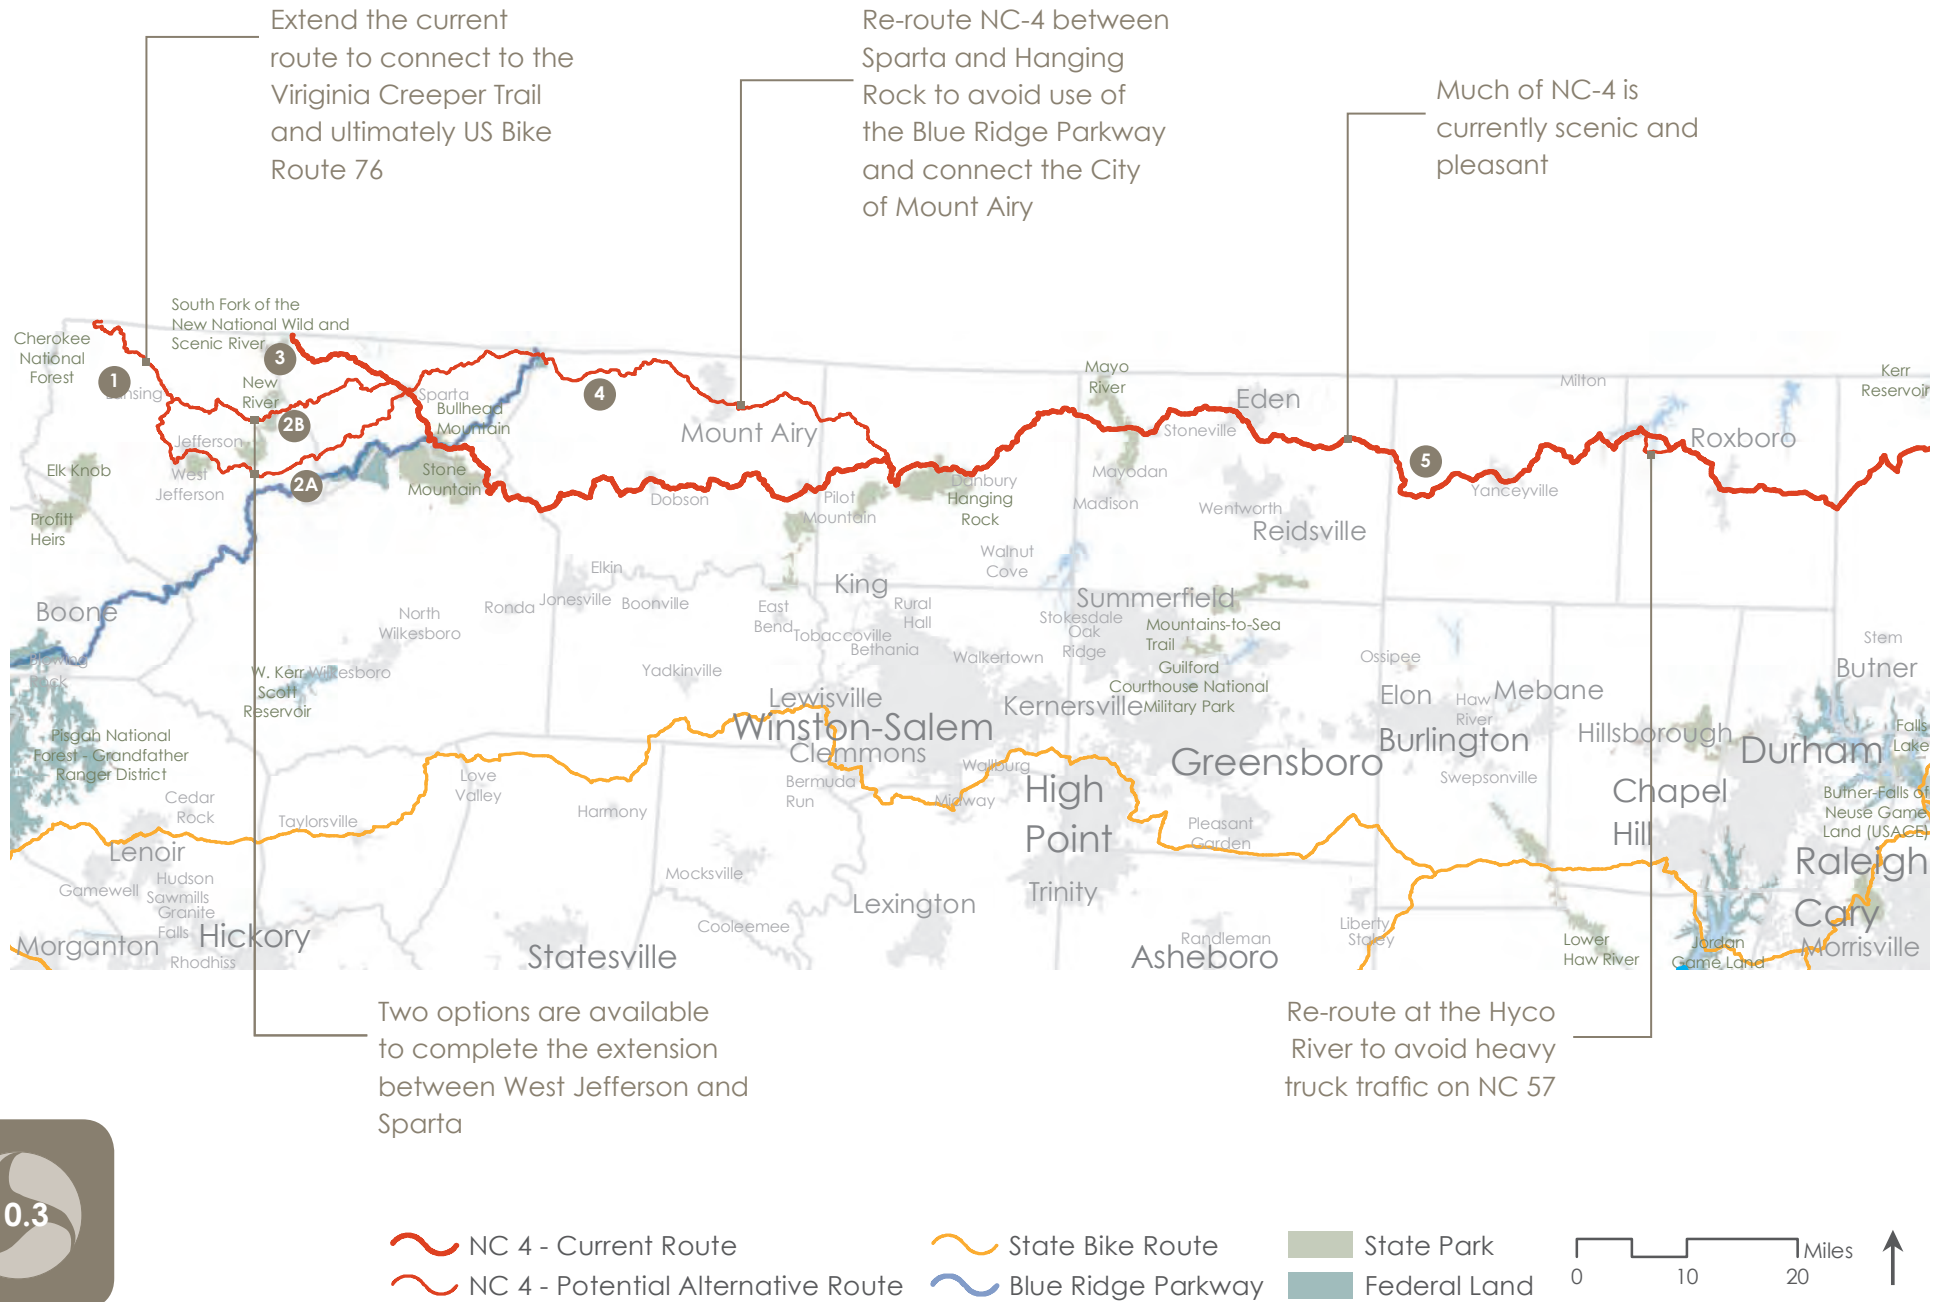 Extend the current
route to connect to the
Viriginia Creeper Trail
and ultimately US Bike
Route 76
Re-route NC-4 between
Sparta and Hanging
Rock to avoid use of
the Blue Ridge Parkway
and connect the City
of Mount Airy
Much of NC-4 is
currently scenic and
pleasant
South Fork of the
New National Wild and
Scenic River
Cherokee
National
Forest
1
Lansing
3
New
River
2B
Jefferson
West
Jefferson
2A
Elk Knob
Profitt
Heirs
Sparta
Bullhead
Mountain
Stone
Mountain
4
Mount Airy
Dobson
Pilot
Mountain
Danbury
Hanging
Rock
Mayo
River
Eden
Stoneville
Mayodan
Madison
Wentworth
Reidsville
5
Yanceyville
Milton
Roxboro
Kerr
Reservoir
Boone
Blowing
Rock
North
Wilkesboro
W. Kerr
Scott
Reservoir
Wilkesboro
Ronda
Elkin
Jonesville
Boonville
East
Bend
Yadkinville
King
Rural
Hall
Tobaccoville
Bethania
Walnut
Cove
Walkertown
Summerfield
Stokesdale
Oak
Ridge
Mountains-to-Sea
Trail
Guilford
Courthouse National
Military Park
Lewisville
Winston-Salem
Clemmons
Kernersville
Greensboro
Ossipee
Elon
Haw
River
Mebane
Burlington
Swepsonville
Hillsborough
Durham
Stem
Butner
Falls
Lake
Butner-Falls of
Neuse Game
Land (USACE)
Chapel
Hill
Raleigh
Cary
Morrisville
Jordan
Game Land
Lower
Haw River
Pisgah National
Forest - Grandfather
Ranger District
Cedar
Rock
Lenoir
Gamewell
Hudson
Sawmills
Granite
Falls
Morganton
Rhodhiss
Hickory
Taylorsville
Love
Valley
Harmony
Statesville
Mocksville
Cooleemee
Bermuda
Run
Wallburg
Midway
High
Point
Trinity
Lexington
Pleasant
Garden
Randleman
Asheboro
Liberty
Staley
Two options are available
to complete the extension
between West Jefferson and
Sparta
Re-route at the Hyco
River to avoid heavy
truck traffic on NC 57
0.3
NC 4 - Current Route
NC 4 - Potential Alternative Route
State Bike Route
Blue Ridge Parkway
State Park
Federal Land
Miles
0 10 20